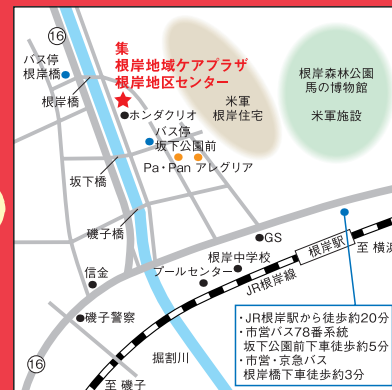 16
集
根岸地域ケアプラザ
根岸地区センター
バス停
根岸橋
根岸橋
ホンダクリオ
バス停
坂下公園前
Pa・Pan アレグリア
米軍
根岸住宅
根岸森林公園
馬の博物館
米軍施設
坂下橋
磯子橋
GS
根岸駅
至 横浜
根岸中学校
プールセンター
JR根岸線
信金
磯子警察
16
掘割川
至 磯子
・JR根岸駅から徒歩約20分
・市営バス78番系統
坂下公園前下車徒歩約5分
・市営・京急バス
根岸橋下車徒歩約3分